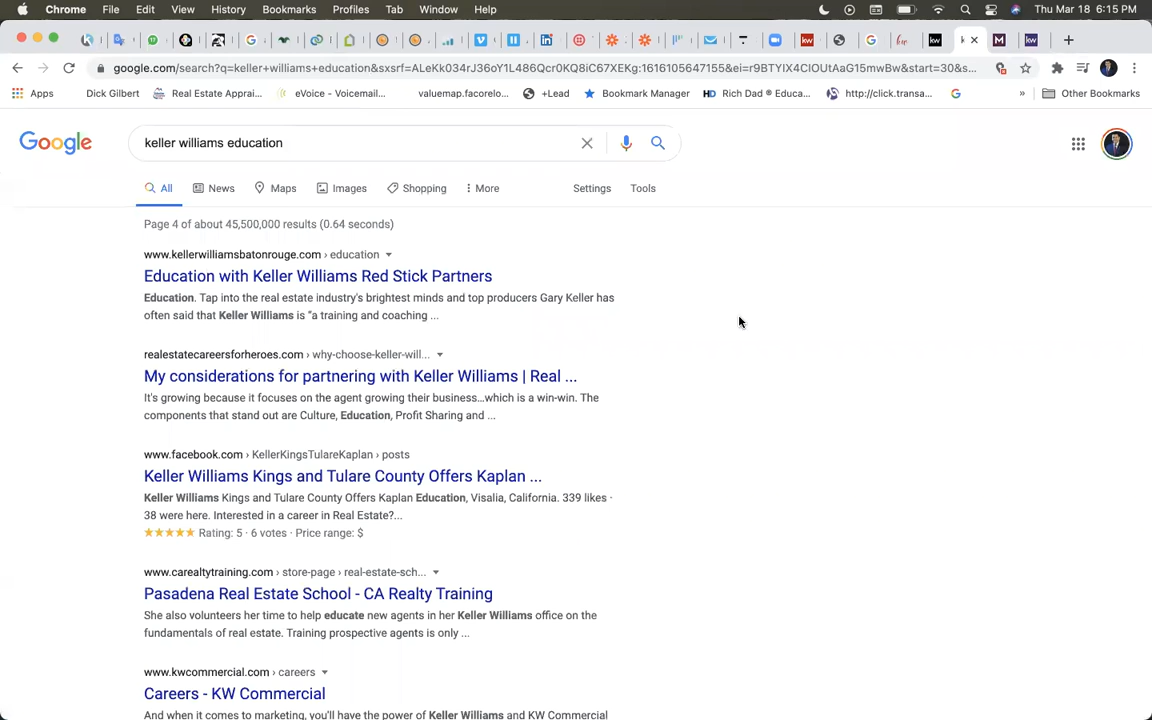 Chrome File Edit View History Bookmarks Profiles Tab Window Help Thu Mar 18 6:15 PM
google.com/search?q=keller+williams+education&sxsrf=ALeKk034rJ36oY1L486Qcr0KQ8iC67XEKg:1616105647155&ei=r9BTYIX4CIOUtAaG15mwBw&start=30&s...
Apps Dick Gilbert Real Estate Apprai... eVoice - Voicemail... valuemap.facorelo... +Lead Bookmark Manager Rich Dad ® Educa... http://click.transa... » Other Bookmarks
Google keller williams education
All News Maps Images Shopping More Settings Tools
Page 4 of about 45,500,000 results (0.64 seconds)
www.kellerwilliamsbatonrouge.com › education
Education with Keller Williams Red Stick Partners
Education. Tap into the real estate industry's brightest minds and top producers Gary Keller has
often said that Keller Williams is "a training and coaching ...
realestatecareersforheroes.com › why-choose-keller-will...
My considerations for partnering with Keller Williams | Real ...
It's growing because it focuses on the agent growing their business…which is a win-win. The
components that stand out are Culture, Education, Profit Sharing and ...
www.facebook.com › KellerKingsTulareKaplan › posts
Keller Williams Kings and Tulare County Offers Kaplan ...
Keller Williams Kings and Tulare County Offers Kaplan Education, Visalia, California. 339 likes ·
38 were here. Interested in a career in Real Estate?...
Rating: 5 · 6 votes · Price range: $
www.carealtytraining.com › store-page › real-estate-sch...
Pasadena Real Estate School - CA Realty Training
She also volunteers her time to help educate new agents in her Keller Williams office on the
fundamentals of real estate. Training prospective agents is only ...
www.kwcommercial.com › careers
Careers - KW Commercial
And when it comes to marketing, you'll have the power of Keller Williams and KW Commercial